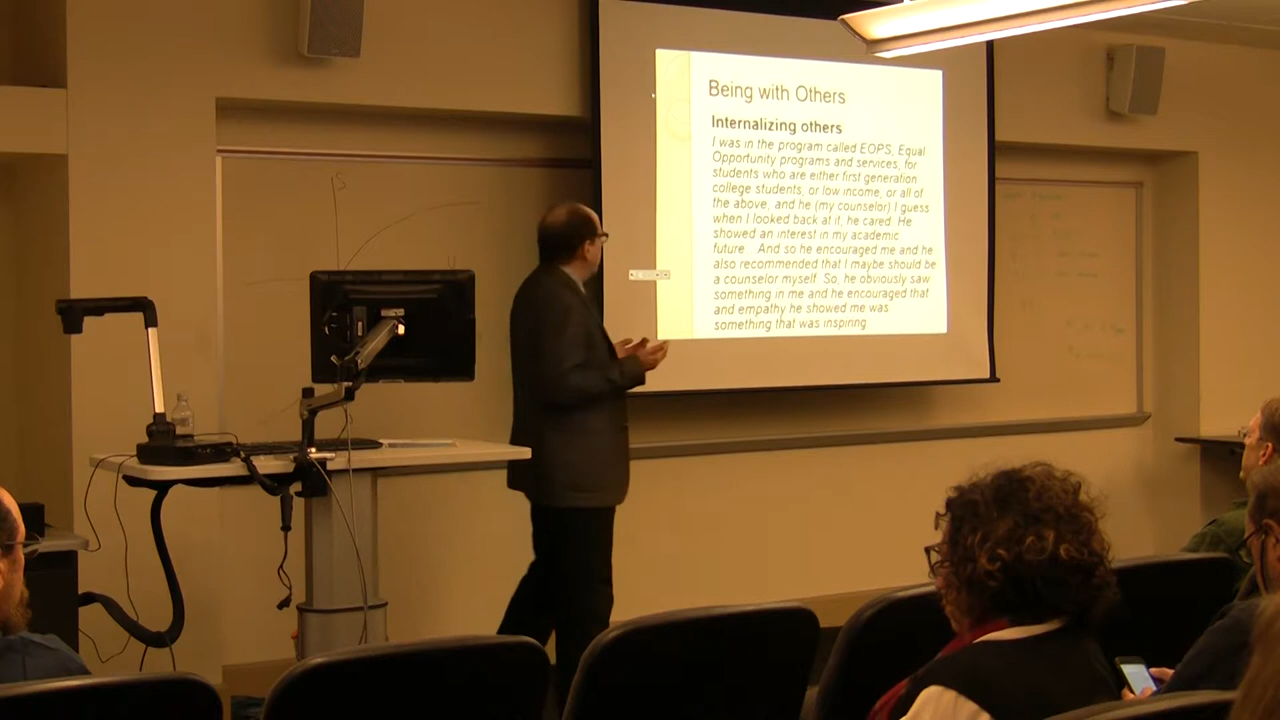 Being with Others
Internalizing others
I was in the program called EOPS, Equal
Opportunity programs and services, for
students who are either first generation
college students, or low income, or all of
the above, and he (my counselor) I guess
when I looked back at it, he cared. He
showed an interest in my academic
future And so he encouraged me and he
also recommended that I maybe should be
a counselor myself. So, he obviously saw
something in me and he encouraged that
and empathy he showed me was
something that was inspiring